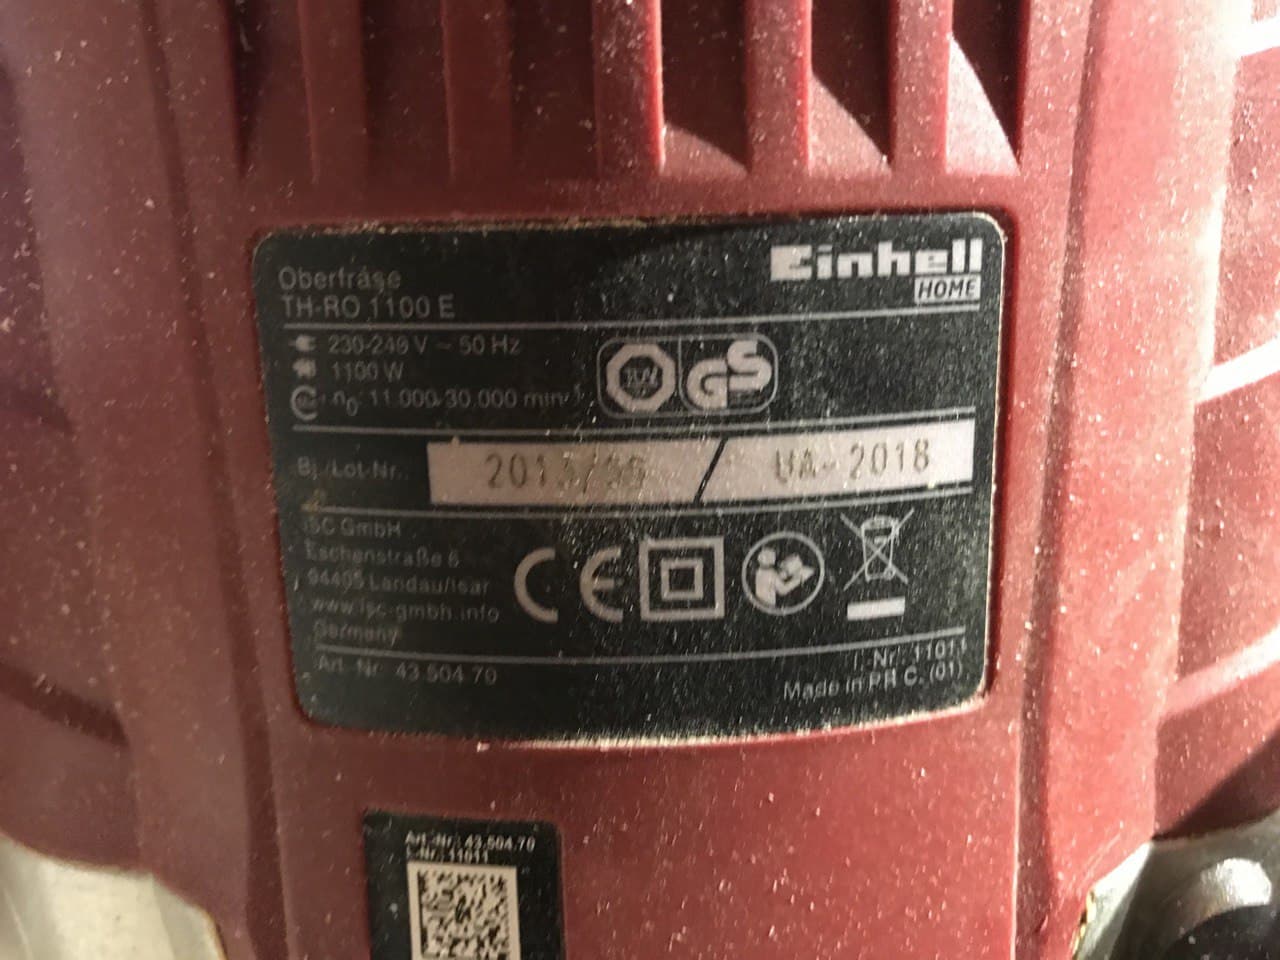 Einhell
HOME
Oberfräse
TH-RO 1100 E
230-240 V ~ 50 Hz
1100 W
n0: 11.000-30.000 min-1
TÜV
GS
Bj./Lot-Nr.:
/ UA-2018
iSC GmbH
Eschenstraße 6
94405 Landau/Isar
www.isc-gmbh.info
Germany
CE
Art.-Nr.: 43.504.70
I.-Nr.: 11011
Made in PR C. (01)
Art.-Nr.: 43.504.70
I.-Nr.: 11011